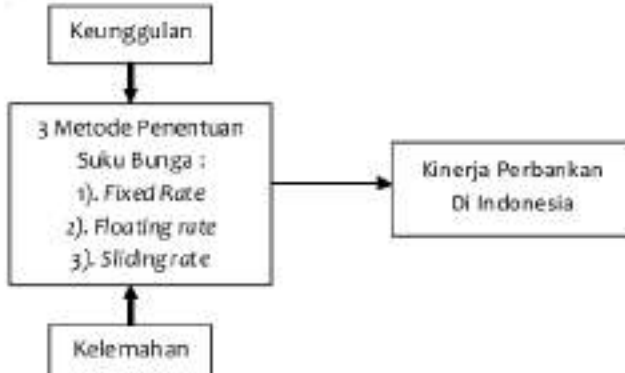 Keunggulan
3 Metode Penentuan
Suku Bunga :
1). Fixed Rate
2). Floating rate
3). Sliding rate
Kinerja Perbankan
Di Indonesia
Kelemahan